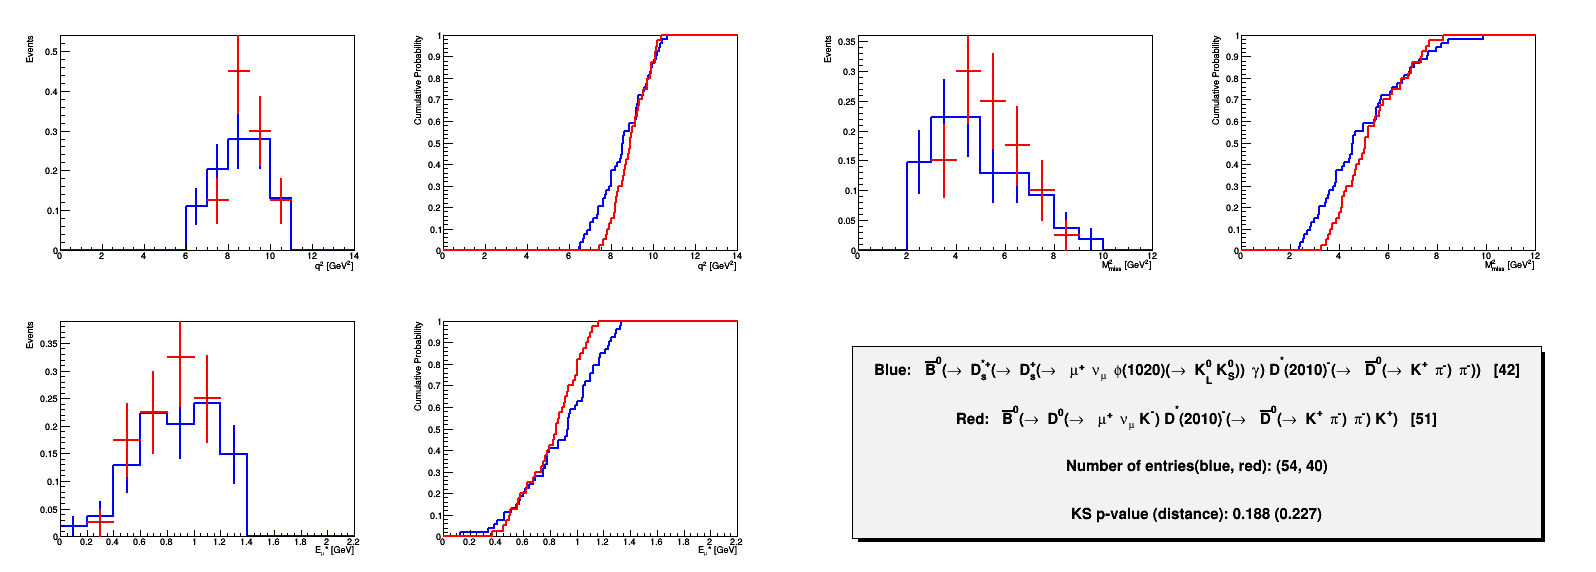 Events
0.5
0.4
0.3
0.2
0.1
0
0 2 4 6 8 10 12 14
q² [GeV²]
Cumulative Probability
1
0.9
0.8
0.7
0.6
0.5
0.4
0.3
0.2
0.1
0
0 2 4 6 8 10 12 14
q² [GeV²]
Events
0.35
0.3
0.25
0.2
0.15
0.1
0.05
0
0 2 4 6 8 10 12
M²miss [GeV²]
Cumulative Probability
1
0.9
0.8
0.7
0.6
0.5
0.4
0.3
0.2
0.1
0
0 2 4 6 8 10 12
M²miss [GeV²]
Events
0.35
0.3
0.25
0.2
0.15
0.1
0.05
0
0 0.2 0.4 0.6 0.8 1 1.2 1.4 1.6 1.8 2 2.2
Eμ* [GeV]
Cumulative Probability
1
0.9
0.8
0.7
0.6
0.5
0.4
0.3
0.2
0.1
0
0 0.2 0.4 0.6 0.8 1 1.2 1.4 1.6 1.8 2 2.2
Eμ* [GeV]
Blue: B̅⁰(→ Dₛ*⁺(→ Dₛ⁺(→ μ⁺ ν_μ ϕ(1020)(→ K⁰_L K⁰_S)) γ) D*(2010)⁻(→ D̅⁰(→ K⁺ π⁻) π⁻)) [42]
Red: B̅⁰(→ D⁰(→ μ⁺ ν_μ K⁻) D*(2010)⁻(→ D̅⁰(→ K⁺ π⁻) π⁻) K⁺) [51]
Number of entries(blue, red): (54, 40)
KS p-value (distance): 0.188 (0.227)